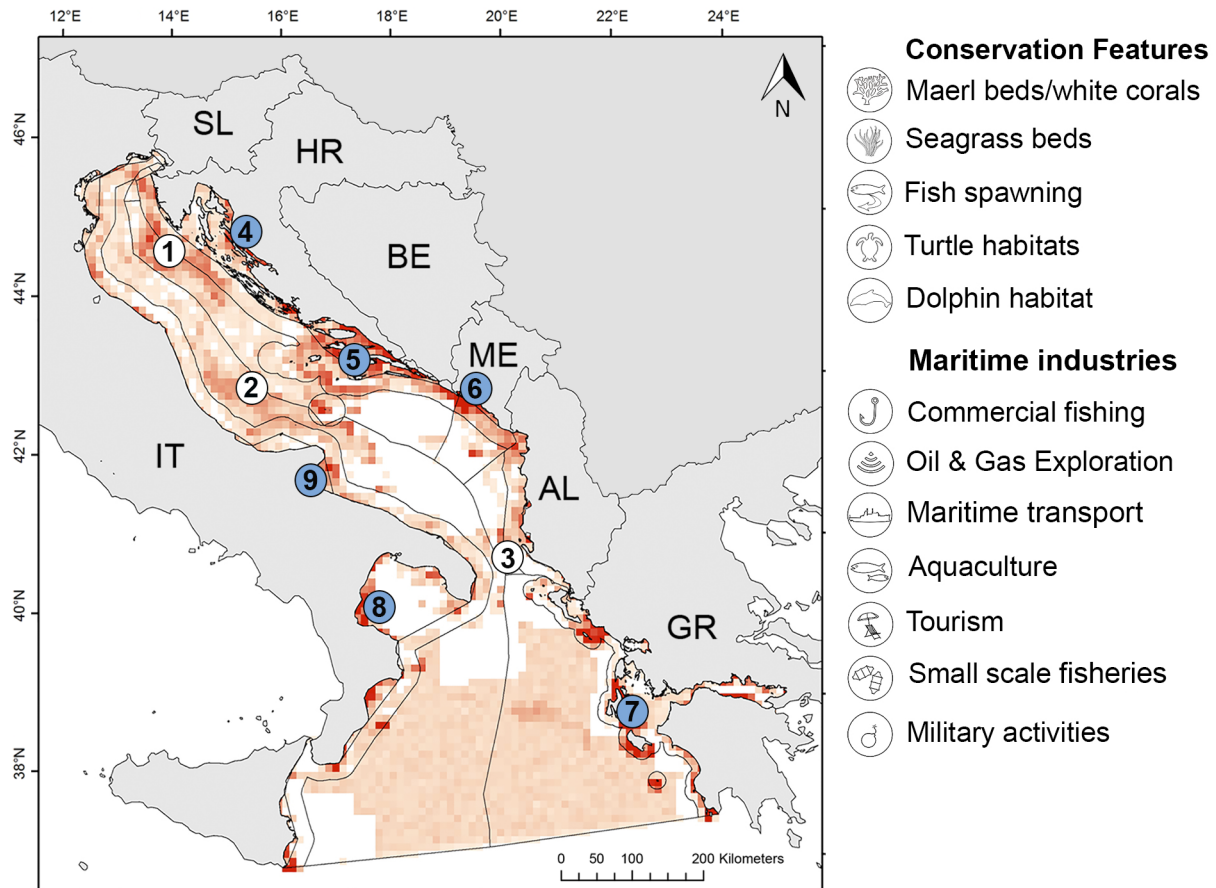 12°E 14°E 16°E 18°E 20°E 22°E 24°E
46°N
44°N
42°N
40°N
38°N
N
SL
HR
BE
ME
IT
AL
GR
1
2
3
4
5
6
7
8
9
0 50 100 200 Kilometers
Conservation Features
Maerl beds/white corals
Seagrass beds
Fish spawning
Turtle habitats
Dolphin habitat
Maritime industries
Commercial fishing
Oil & Gas Exploration
Maritime transport
Aquaculture
Tourism
Small scale fisheries
Military activities